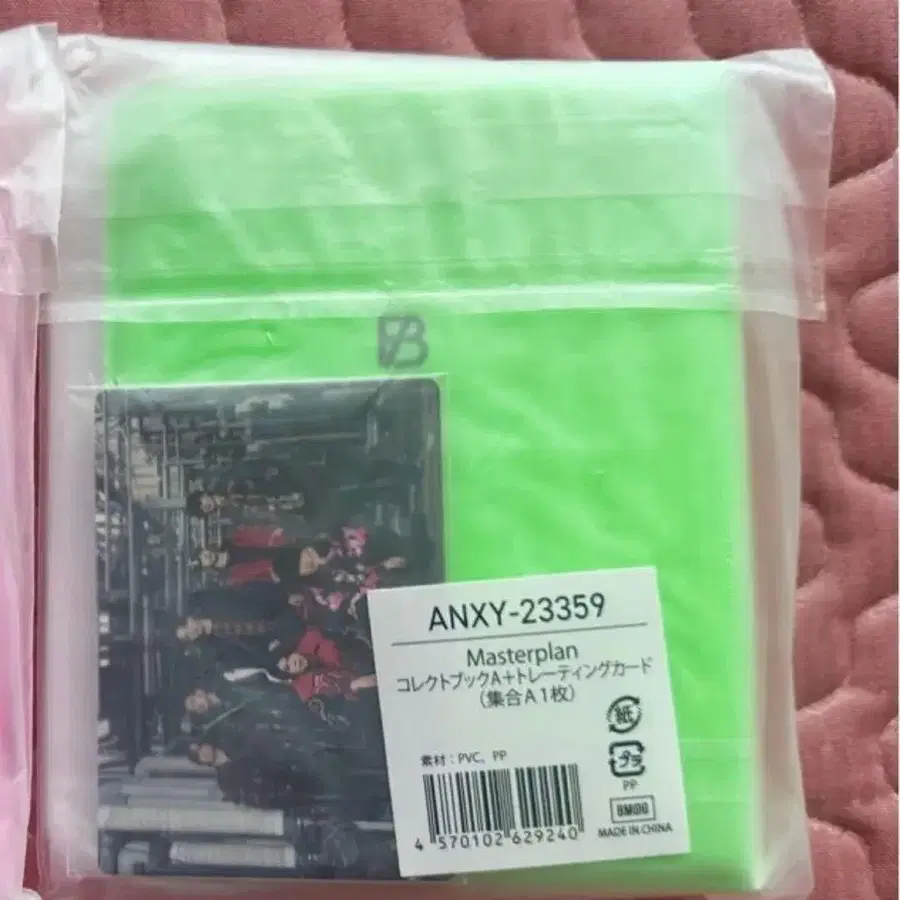 ANXY-23359
Masterplan
コレクトブックA+トレーディングカード
（集合A1枚）
紙
プラ
素材：PVC、PP
PP
BMSG
MADE IN CHINA
4 570102 629240